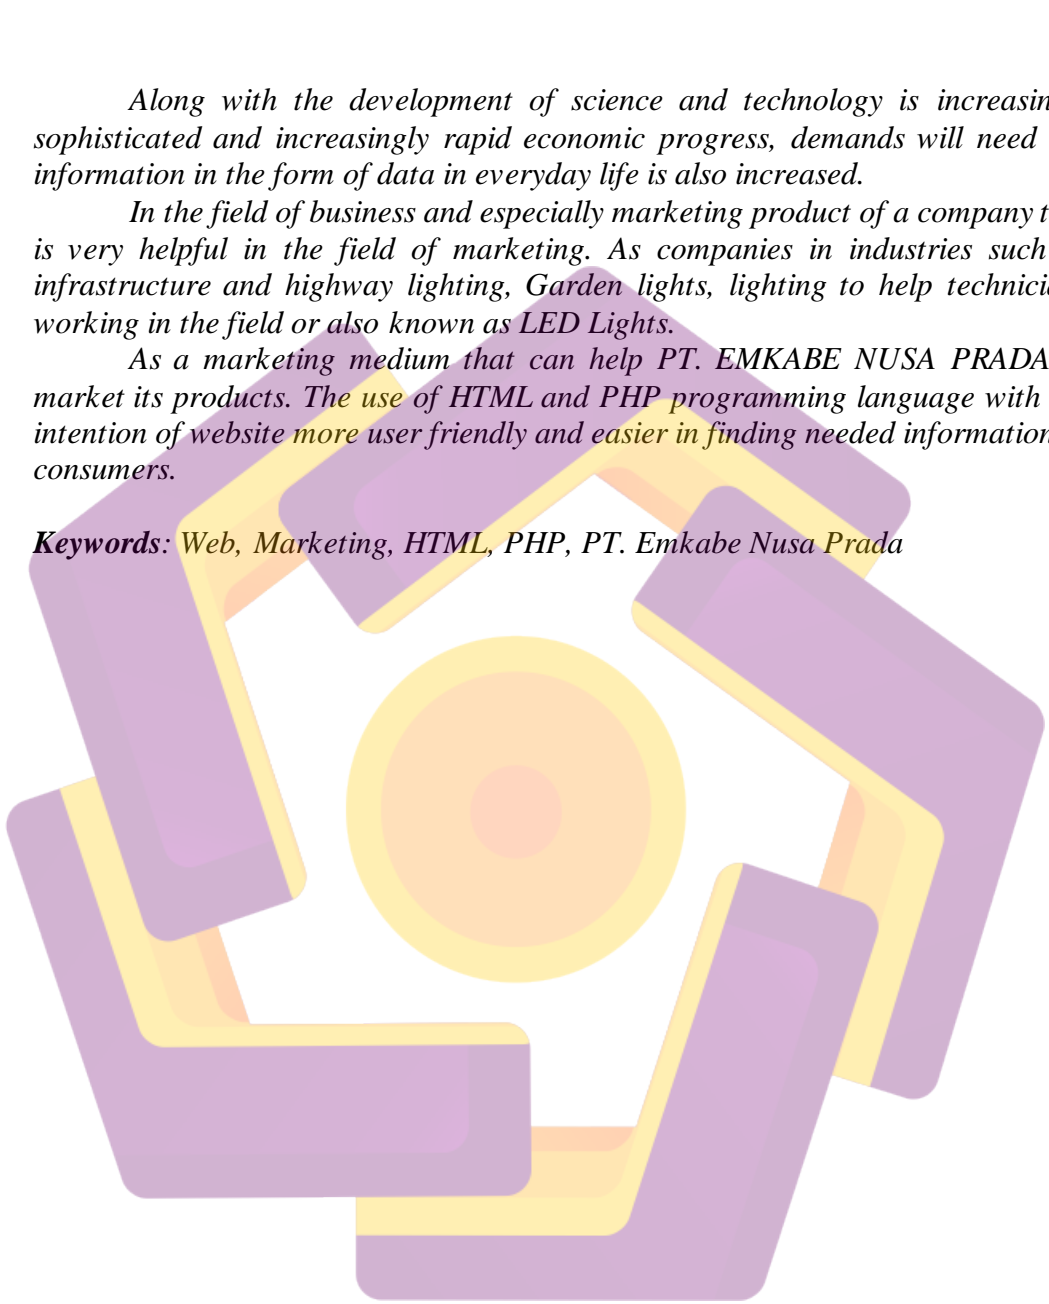 Along with the development of science and technology is increasin
sophisticated and increasingly rapid economic progress, demands will need
information in the form of data in everyday life is also increased.
In the field of business and especially marketing product of a company t
is very helpful in the field of marketing. As companies in industries such
infrastructure and highway lighting, Garden lights, lighting to help technici
working in the field or also known as LED Lights.
As a marketing medium that can help PT. EMKABE NUSA PRADA
market its products. The use of HTML and PHP programming language with
intention of website more user friendly and easier in finding needed information
consumers.
Keywords: Web, Marketing, HTML, PHP, PT. Emkabe Nusa Prada